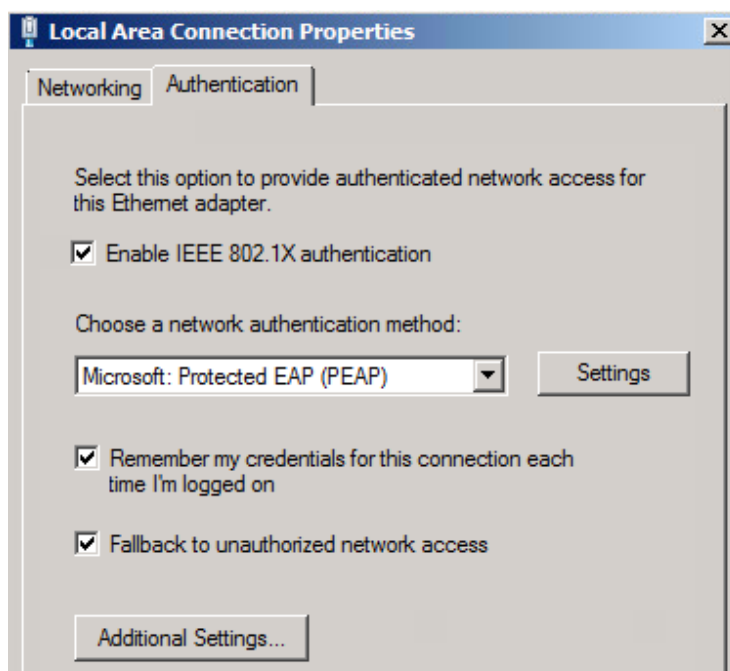 Local Area Connection Properties
Networking
Authentication
Select this option to provide authenticated network access for
this Ethernet adapter.
Enable IEEE 802.1X authentication
Choose a network authentication method:
Microsoft: Protected EAP (PEAP)
Settings
Remember my credentials for this connection each
time I'm logged on
Fallback to unauthorized network access
Additional Settings...